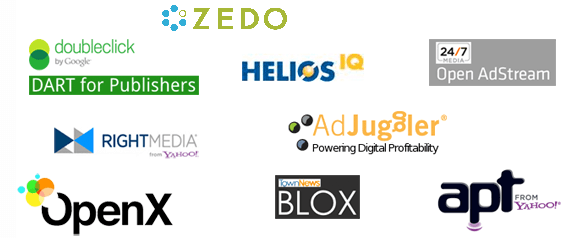 ZEDO
doubleclick
by Google
DART for Publishers
HELIOS IQ
24/7
MEDIA
Open AdStream
RIGHTMEDIA
from YAHOO!
AdJuggler®
Powering Digital Profitability
OpenX
TownNews
BLOX
apt FROM
YAHOO!®